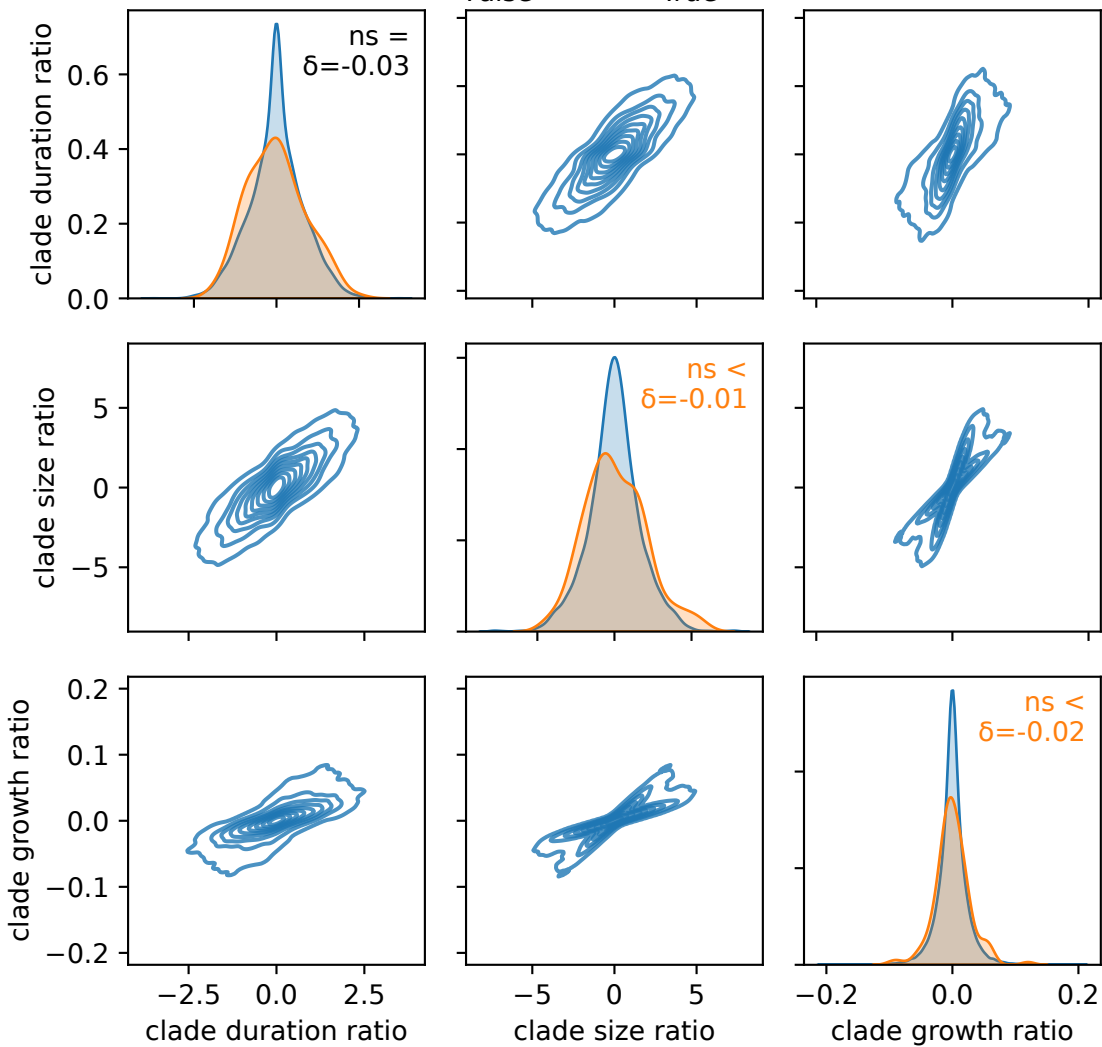 clade duration ratio
0.6
0.4
0.2
0.0
ns =
δ=-0.03
clade size ratio
5
0
−5
ns <
δ=-0.01
clade growth ratio
0.2
0.1
0.0
−0.1
−0.2
ns <
δ=-0.02
−2.5 0.0 2.5
−5 0 5
−0.2 0.0 0.2
clade duration ratio
clade size ratio
clade growth ratio